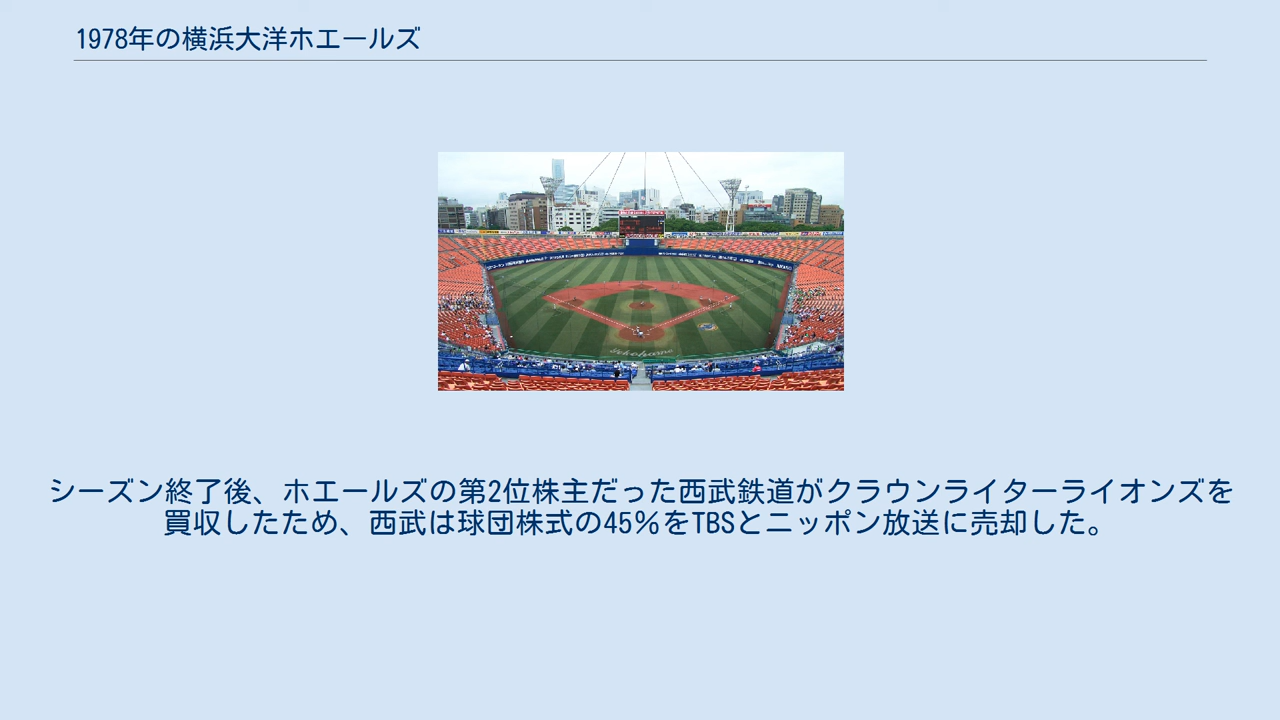 1978年の横浜大洋ホエールズ
Yokohama
シーズン終了後、ホエールズの第2位株主だった西武鉄道がクラウンライターライオンズを
買収したため、西武は球団株式の45%をTBSとニッポン放送に売却した。